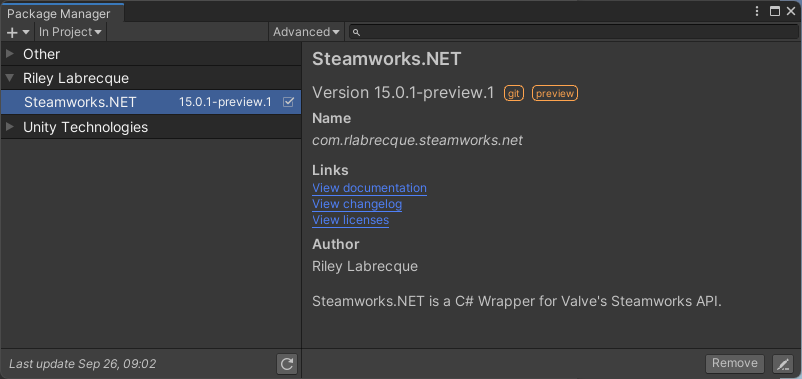 Package Manager
In Project
Advanced
Other
Riley Labrecque
Steamworks.NET 15.0.1-preview.1
Unity Technologies
Last update Sep 26, 09:02
Steamworks.NET
Version 15.0.1-preview.1 git preview
Name
com.rlabrecque.steamworks.net
Links
View documentation
View changelog
View licenses
Author
Riley Labrecque
Steamworks.NET is a C# Wrapper for Valve's Steamworks API.
Remove